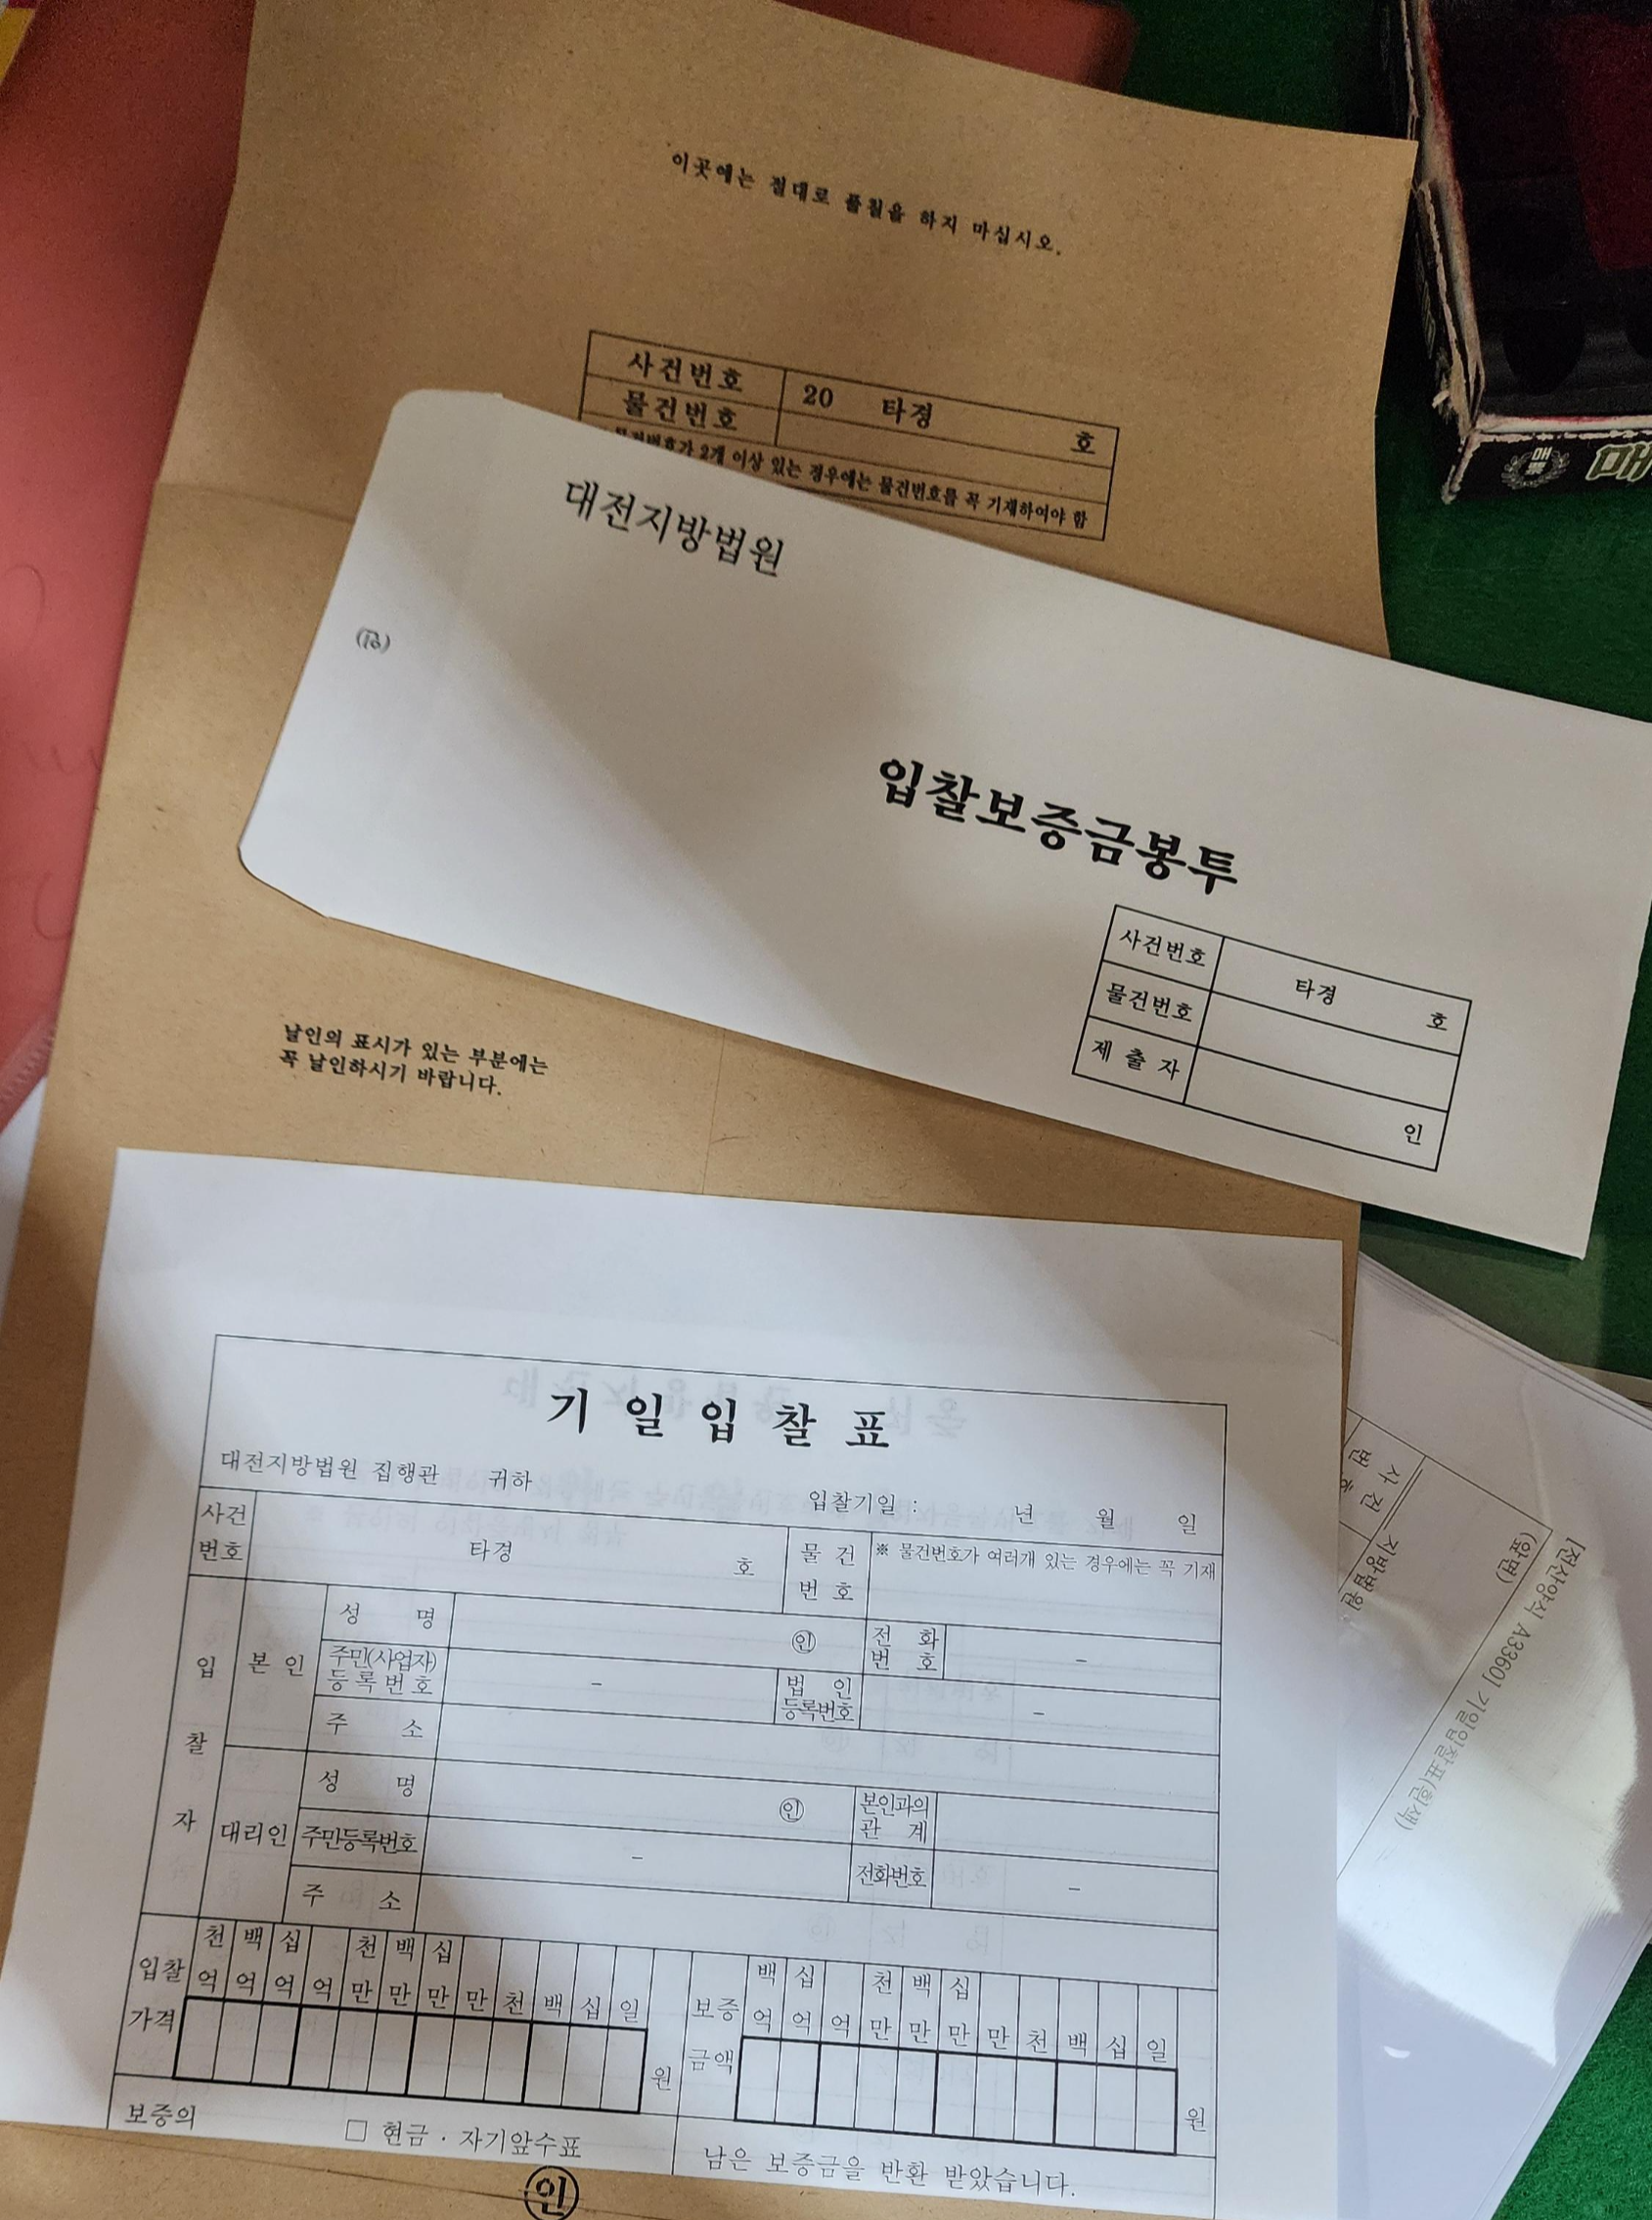 이곳에는 절대로 풀칠을 하지 마십시오.
사건번호 20 타경 호
물건번호
물건번호가 2개 이상 있는 경우에는 물건번호를 꼭 기재하여야 함
대전지방법원
(인)
입찰보증금봉투
사건번호 타경 호
물건번호
제 출 자
인
날인의 표시가 있는 부분에는
꼭 날인하시기 바랍니다.
기 일 입 찰 표
대전지방법원 집행관 귀하 입찰기일 : 년 월 일
사건 번호 타경 호 물 건 번 호 ※ 물건번호가 여러개 있는 경우에는 꼭 기재
입 찰 자
본 인
성 명 ㉑ 전 화 번 호 -
주민(사업자) 등 록 번 호 - 법 인 등록번호 -
주 소
대리인
성 명 ㉑ 본인과의 관 계
주민등록번호 - 전화번호 -
주 소
입찰 가격 천억 백억 십억 억 천만 백만 십만 만 천 백 십 일 원
보증 금액 백억 십억 억 천만 백만 십만 만 천 백 십 일 원
보증의 □ 현금 · 자기앞수표
남은 보증금을 반환 받았습니다.
인
[전산양식 A3360] 기일입찰표(흰색)
(앞면)
지방법원
사 건
번 호